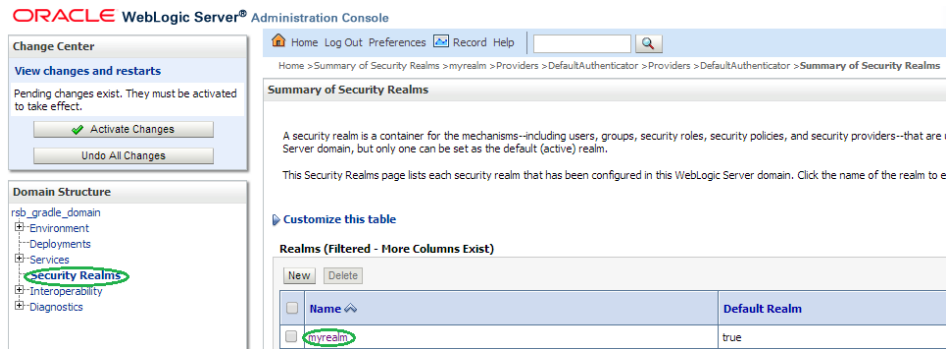 ORACLE WebLogic Server® Administration Console
Change Center
View changes and restarts
Pending changes exist. They must be activated
to take effect.
Activate Changes
Undo All Changes
Domain Structure
rsb_gradle_domain
Environment
Deployments
Services
Security Realms
Interoperability
Diagnostics
Home Log Out Preferences Record Help
Home >Summary of Security Realms >myrealm >Providers >DefaultAuthenticator >Providers >DefaultAuthenticator >Summary of Security Realms
Summary of Security Realms
A security realm is a container for the mechanisms--including users, groups, security roles, security policies, and security providers--that are
Server domain, but only one can be set as the default (active) realm.
This Security Realms page lists each security realm that has been configured in this WebLogic Server domain. Click the name of the realm to e
Customize this table
Realms (Filtered - More Columns Exist)
New Delete
Name Default Realm
myrealm true